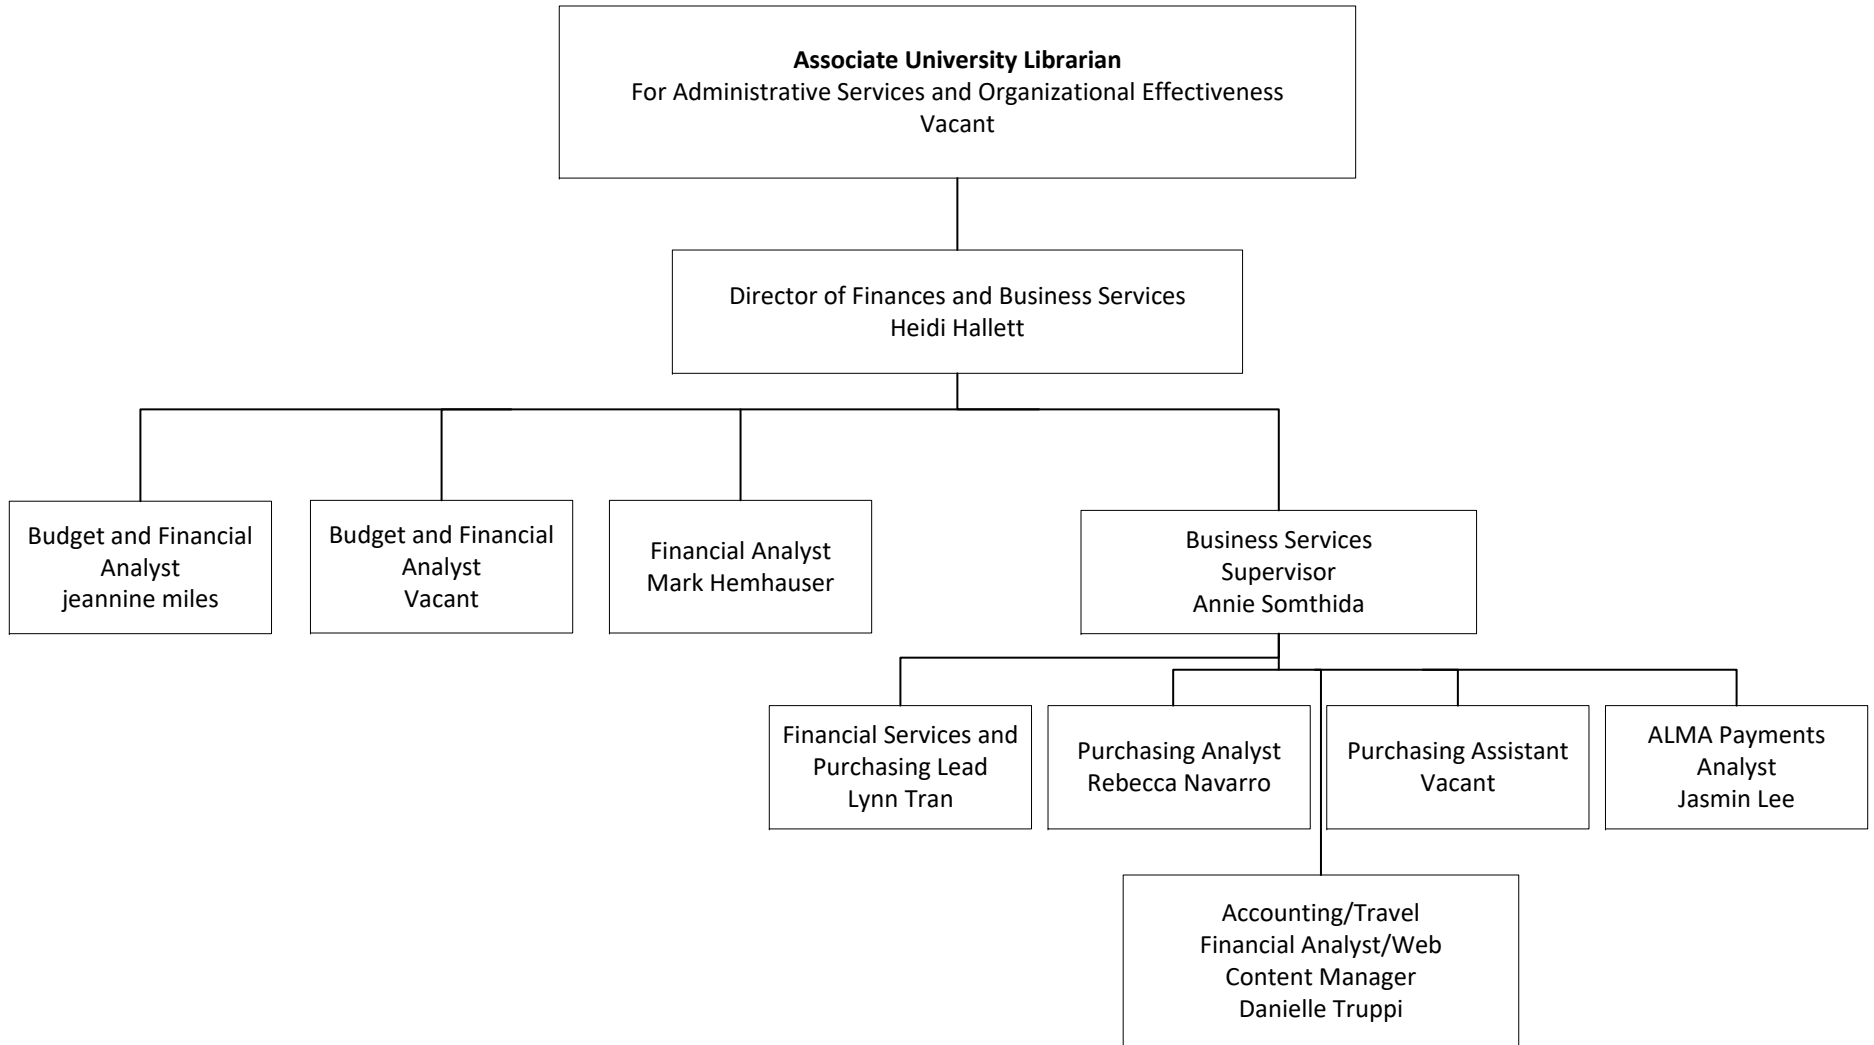 Associate University Librarian
For Administrative Services and Organizational Effectiveness
Vacant
Director of Finances and Business Services
Heidi Hallett
Budget and Financial
Analyst
jeannine miles
Budget and Financial
Analyst
Vacant
Financial Analyst
Mark Hemhauser
Business Services
Supervisor
Annie Somthida
Financial Services and
Purchasing Lead
Lynn Tran
Purchasing Analyst
Rebecca Navarro
Purchasing Assistant
Vacant
ALMA Payments
Analyst
Jasmin Lee
Accounting/Travel
Financial Analyst/Web
Content Manager
Danielle Truppi